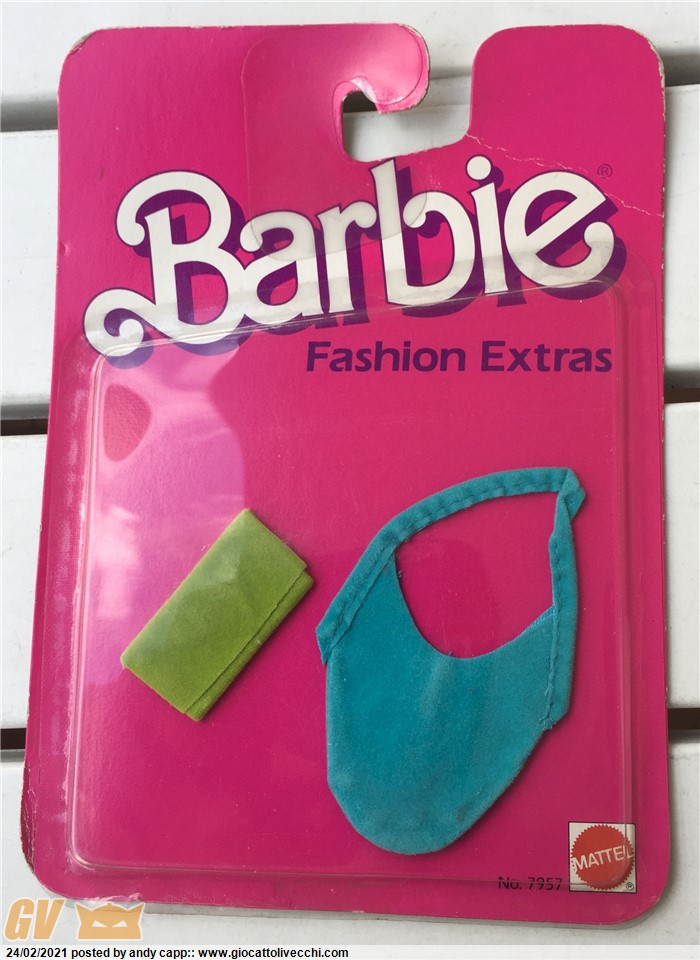 Barbie®
Fashion Extras
MATTEL
®
No. 7957
GV
24/02/2021 posted by andy capp:: www.giocattolivecchi.com